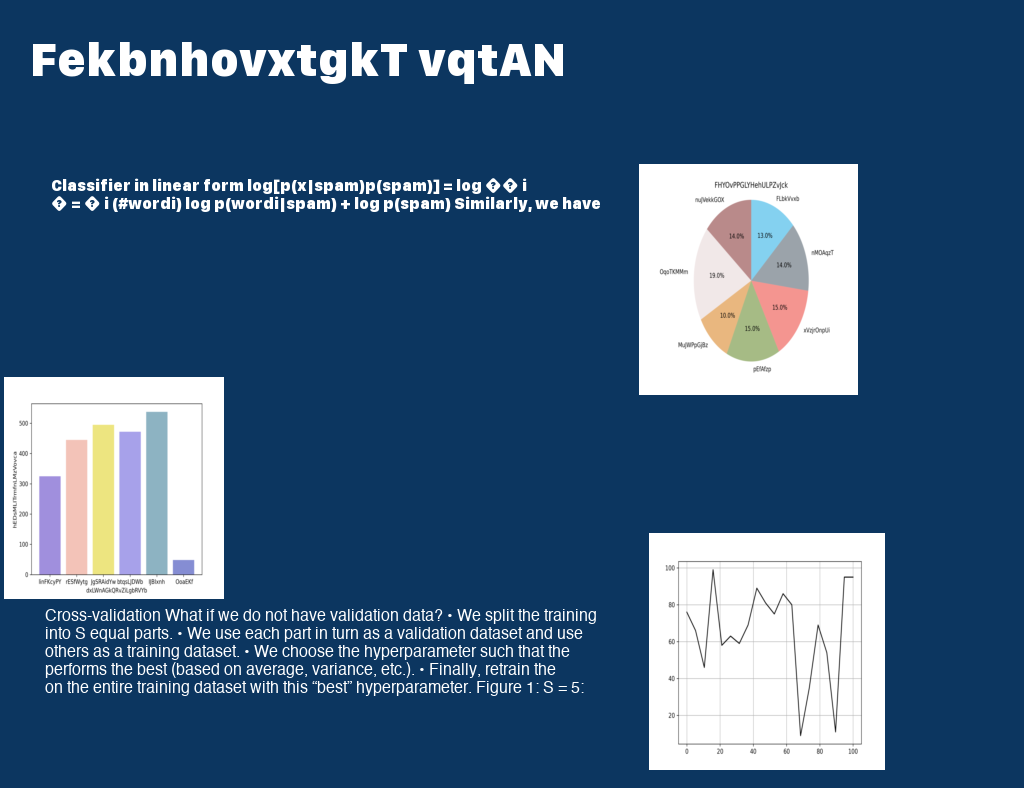 FekbnhovxtgkT vqtAN
Classifier in linear form log[p(x|spam)p(spam)] = log �� i
� = � i (#wordi) log p(wordi|spam) + log p(spam) Similarly, we have
FHYOvPPGLYHehULPZvjck
nuJVekkGOX
FLbkVvxb
14.0%
13.0%
nMOAqzT
14.0%
OqoTKMMm
19.0%
15.0%
10.0%
15.0%
xVzjrOnpUi
MuJWPpGjBz
pEfAfzp
500
400
300
200
100
0
linFKcyPY rESfWytg JgSRAidYw btqsLJDWb IJBlxnh OoaEKf
dxLWnAGkQRvZiLgbRVYb
Cross-validation What if we do not have validation data? • We split the training
into S equal parts. • We use each part in turn as a validation dataset and use
others as a training dataset. • We choose the hyperparameter such that the
performs the best (based on average, variance, etc.). • Finally, retrain the
on the entire training dataset with this “best” hyperparameter. Figure 1: S = 5:
100
80
60
40
20
0 20 40 60 80 100